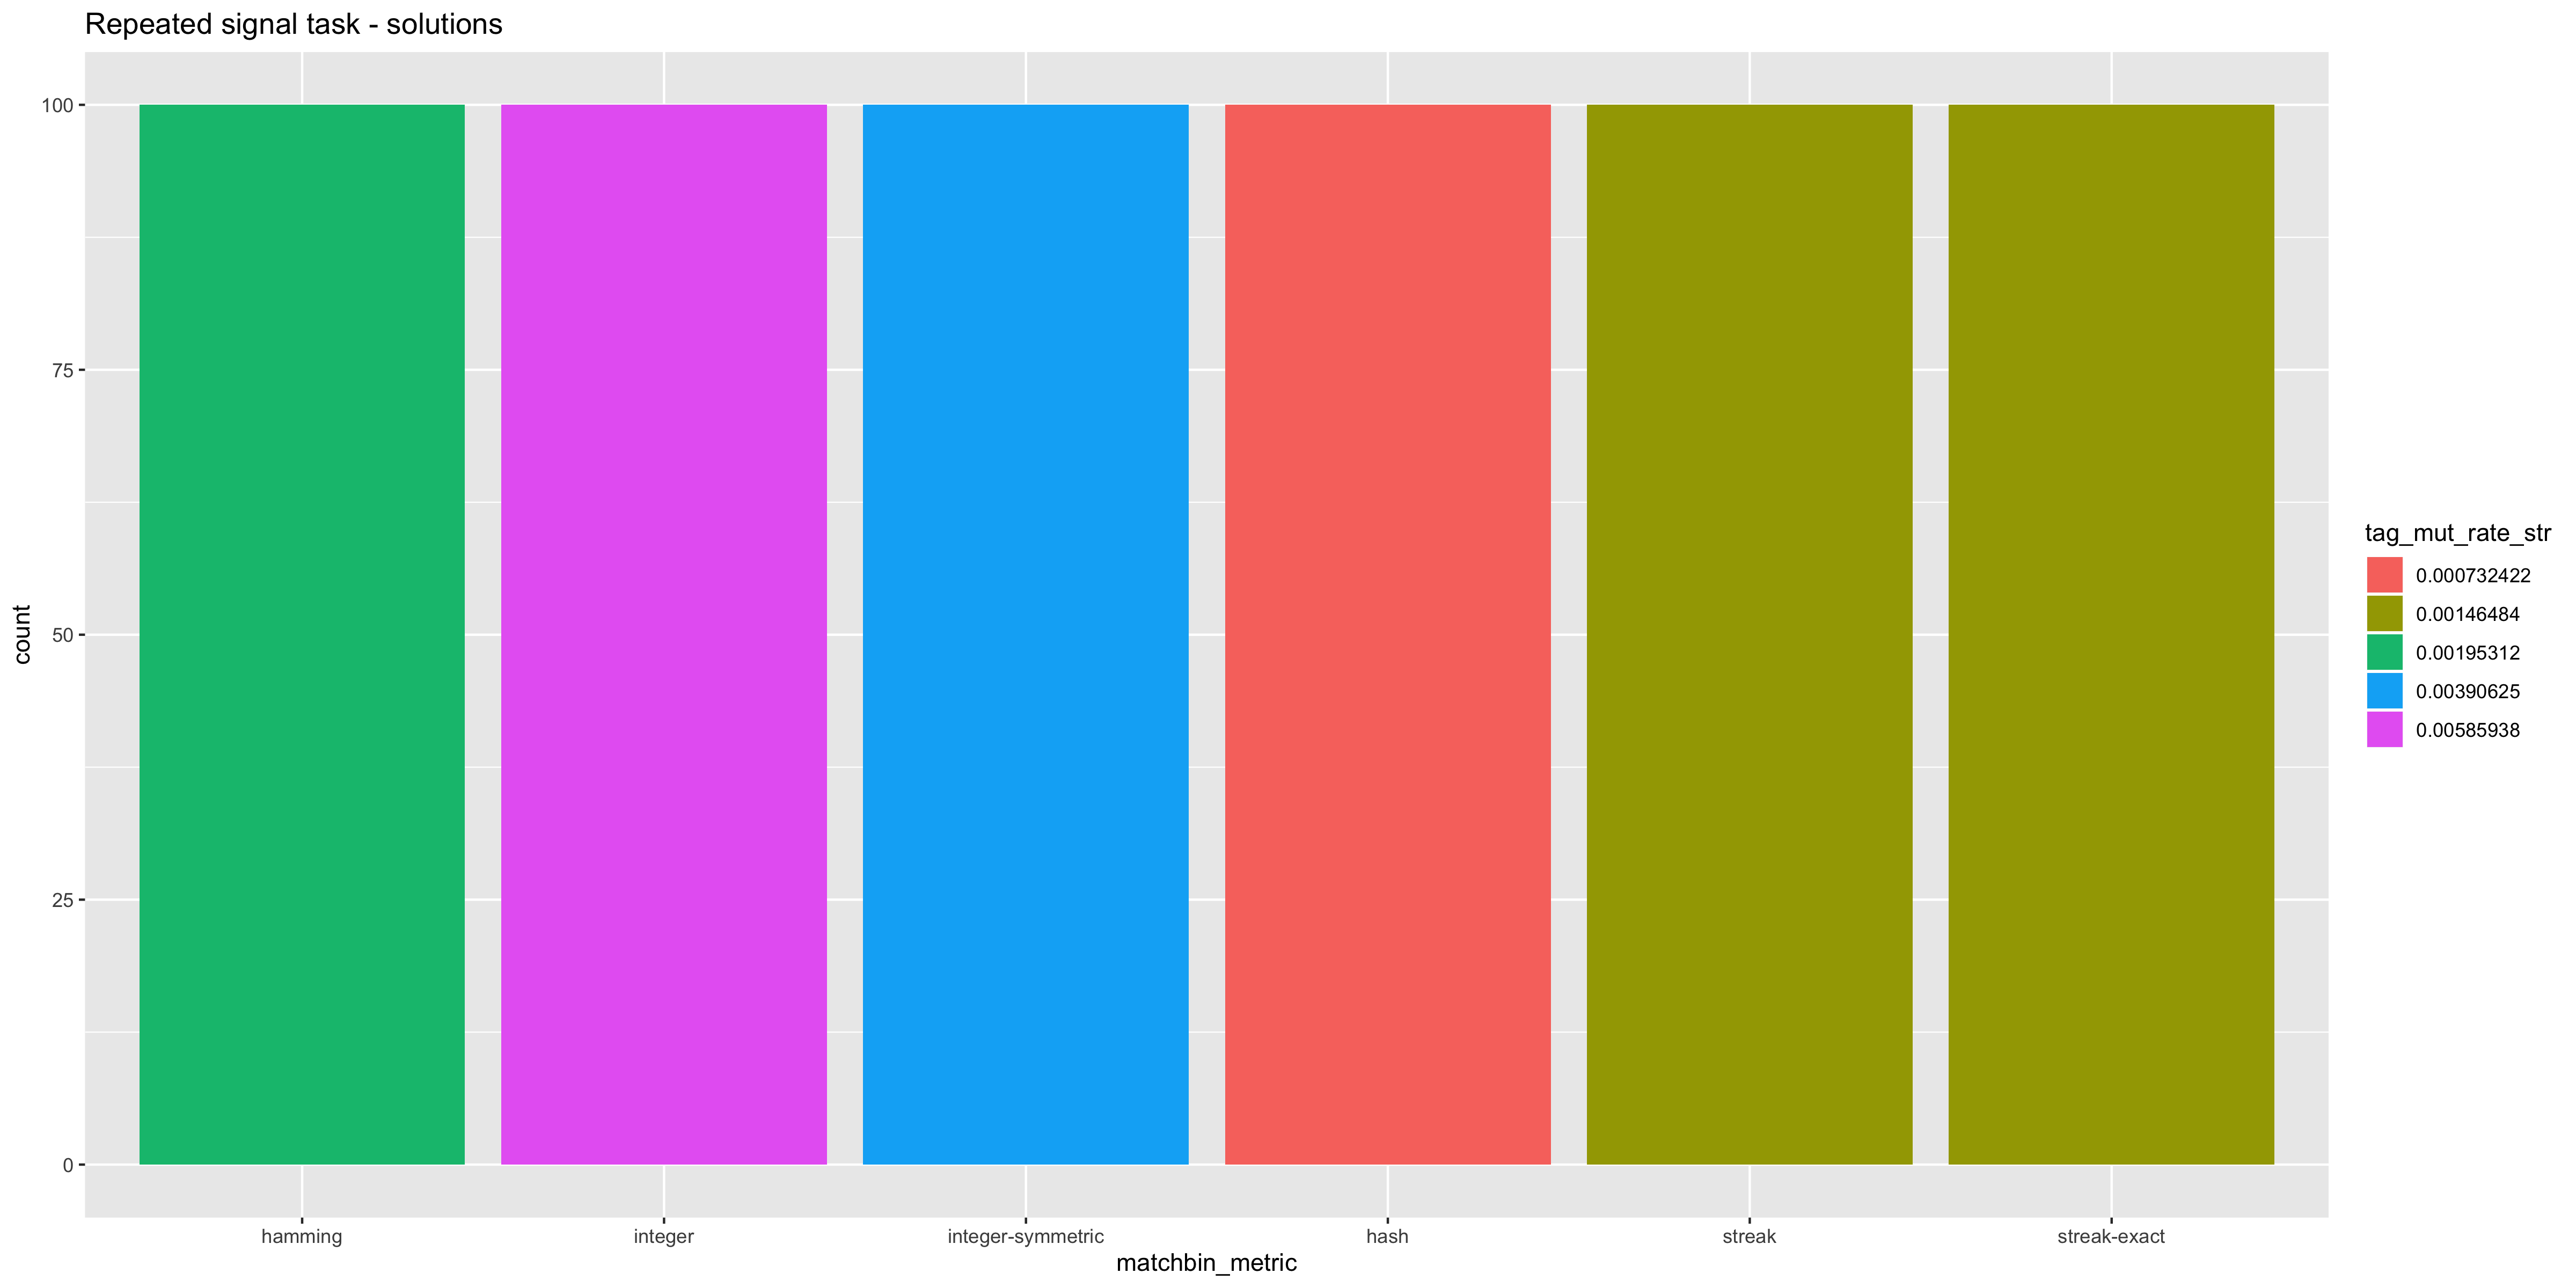 Repeated signal task - solutions
count
100
75
50
25
0
hamming
integer
integer-symmetric
hash
streak
streak-exact
matchbin_metric
tag_mut_rate_str
0.000732422
0.00146484
0.00195312
0.00390625
0.00585938